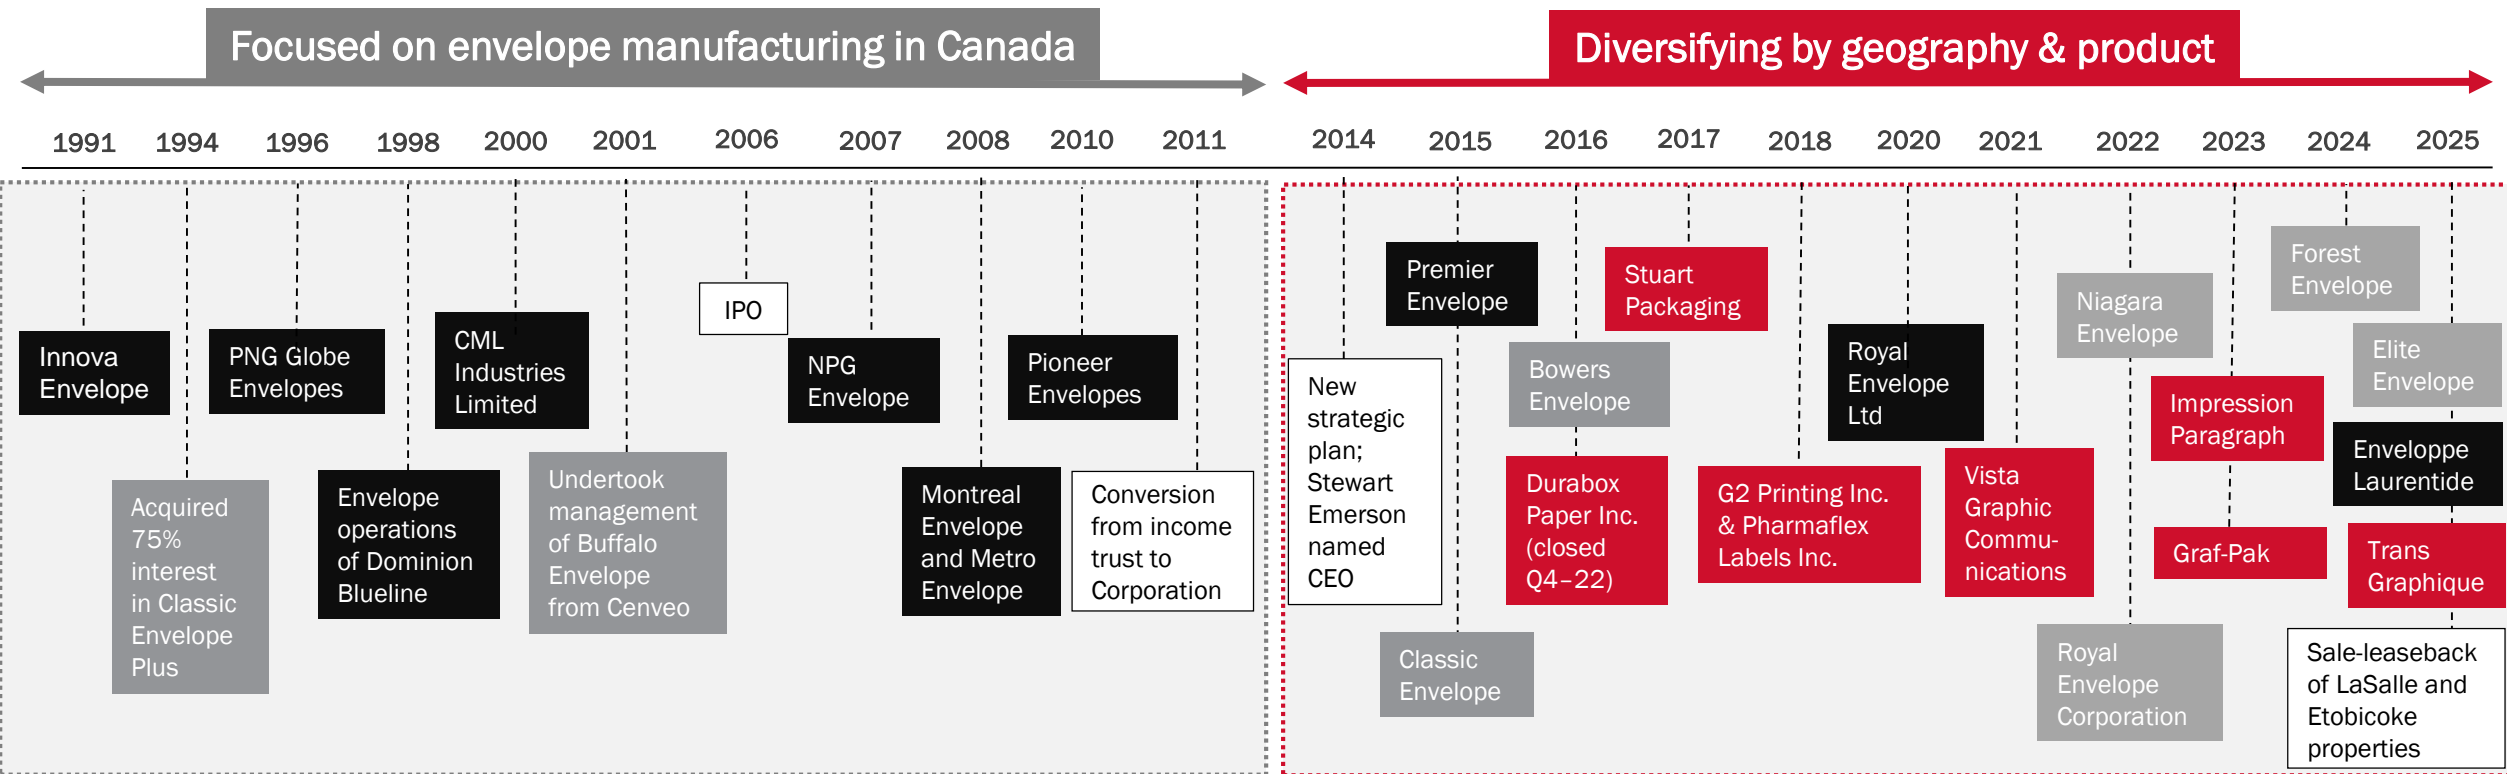 Focused on envelope manufacturing in Canada
Diversifying by geography & product
1991
1994
1996
1998
2000
2001
2006
2007
2008
2010
2011
2014
2015
2016
2017
2018
2020
2021
2022
2023
2024
2025
Innova
Envelope
Acquired
75%
interest
in Classic
Envelope
Plus
PNG Globe
Envelopes
Envelope
operations
of Dominion
Blueline
CML
Industries
Limited
Undertook
management
of Buffalo
Envelope
from Cenveo
IPO
NPG
Envelope
Montreal
Envelope
and Metro
Envelope
Pioneer
Envelopes
Conversion
from income
trust to
Corporation
New
strategic
plan;
Stewart
Emerson
named
CEO
Premier
Envelope
Classic
Envelope
Bowers
Envelope
Durabox
Paper Inc.
(closed
Q4–22)
Stuart
Packaging
G2 Printing Inc.
& Pharmaflex
Labels Inc.
Royal
Envelope
Ltd
Vista
Graphic
Commu-
nications
Niagara
Envelope
Royal
Envelope
Corporation
Impression
Paragraph
Graf-Pak
Forest
Envelope
Elite
Envelope
Enveloppe
Laurentide
Trans
Graphique
Sale-leaseback
of LaSalle and
Etobicoke
properties